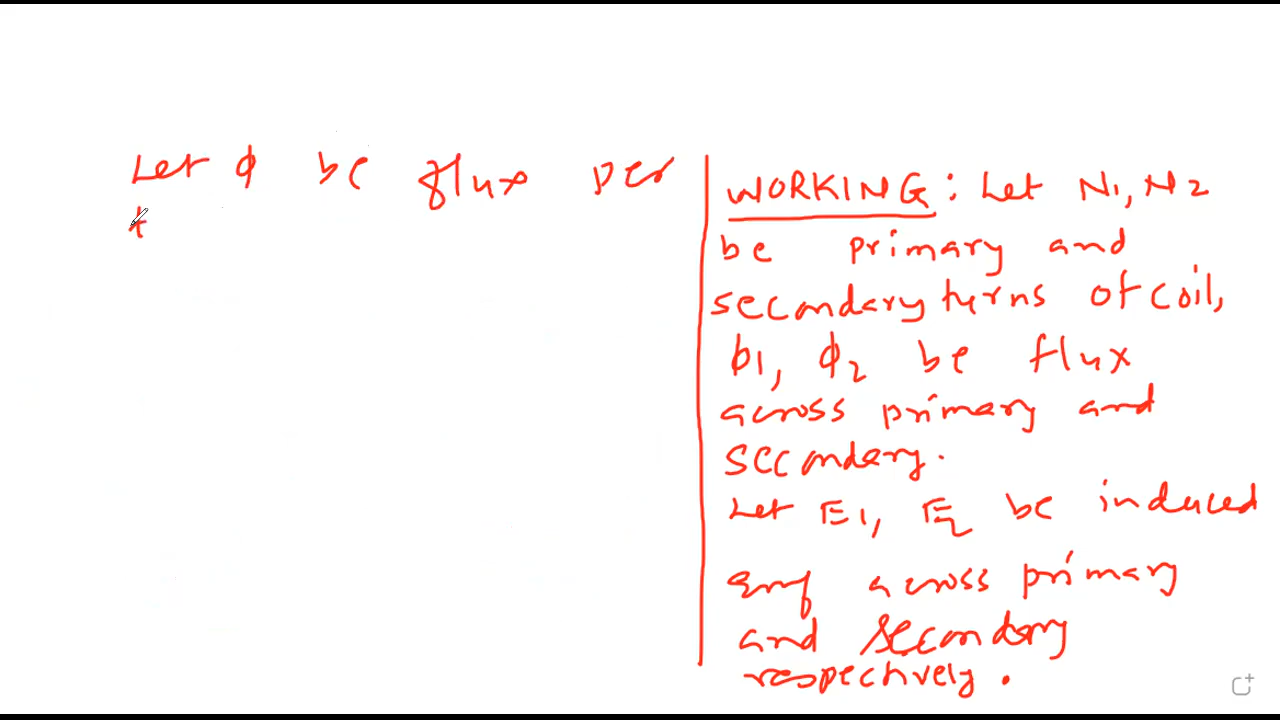 Let ϕ be flux per
t
WORKING : Let N1, N2
be primary and
secondary turns of coil,
ϕ1, ϕ2 be flux
across primary and
secondary.
Let E1, E2 be induced
emf across primary
and secondary
respectively.